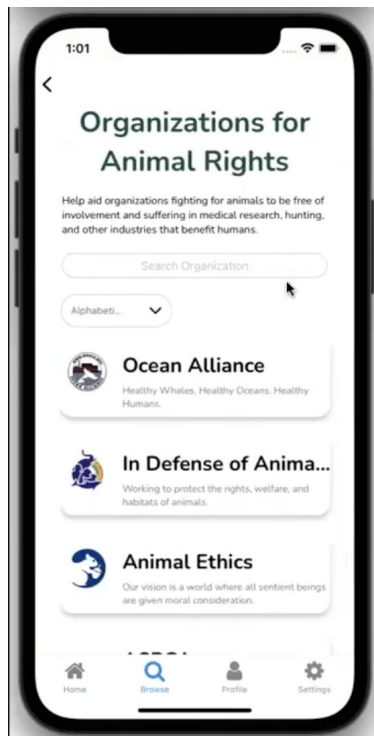 1:01
Organizations for
Animal Rights
Help aid organizations fighting for animals to be free of
involvement and suffering in medical research, hunting,
and other industries that benefit humans.
Search Organization
Alphabeti...
Ocean Alliance
Healthy Whales, Healthy Oceans, Healthy
Humans.
In Defense of Anima...
Working to protect the rights, welfare, and
habitats of animals.
Animal Ethics
Our vision is a world where all sentient beings
are given moral consideration.
Home
Browse
Profile
Settings